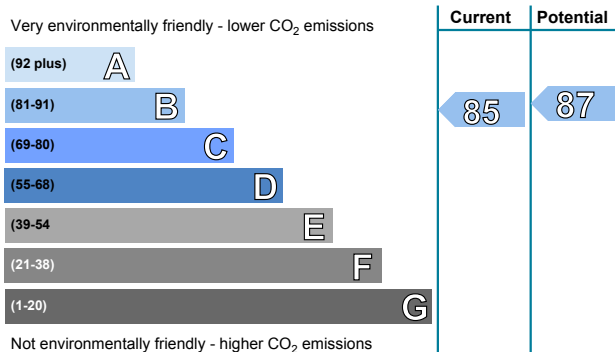 Very environmentally friendly - lower CO2 emissions
Current
Potential
(92 plus) A
(81-91) B
85
87
(69-80) C
(55-68) D
(39-54 E
(21-38) F
(1-20) G
Not environmentally friendly - higher CO2 emissions